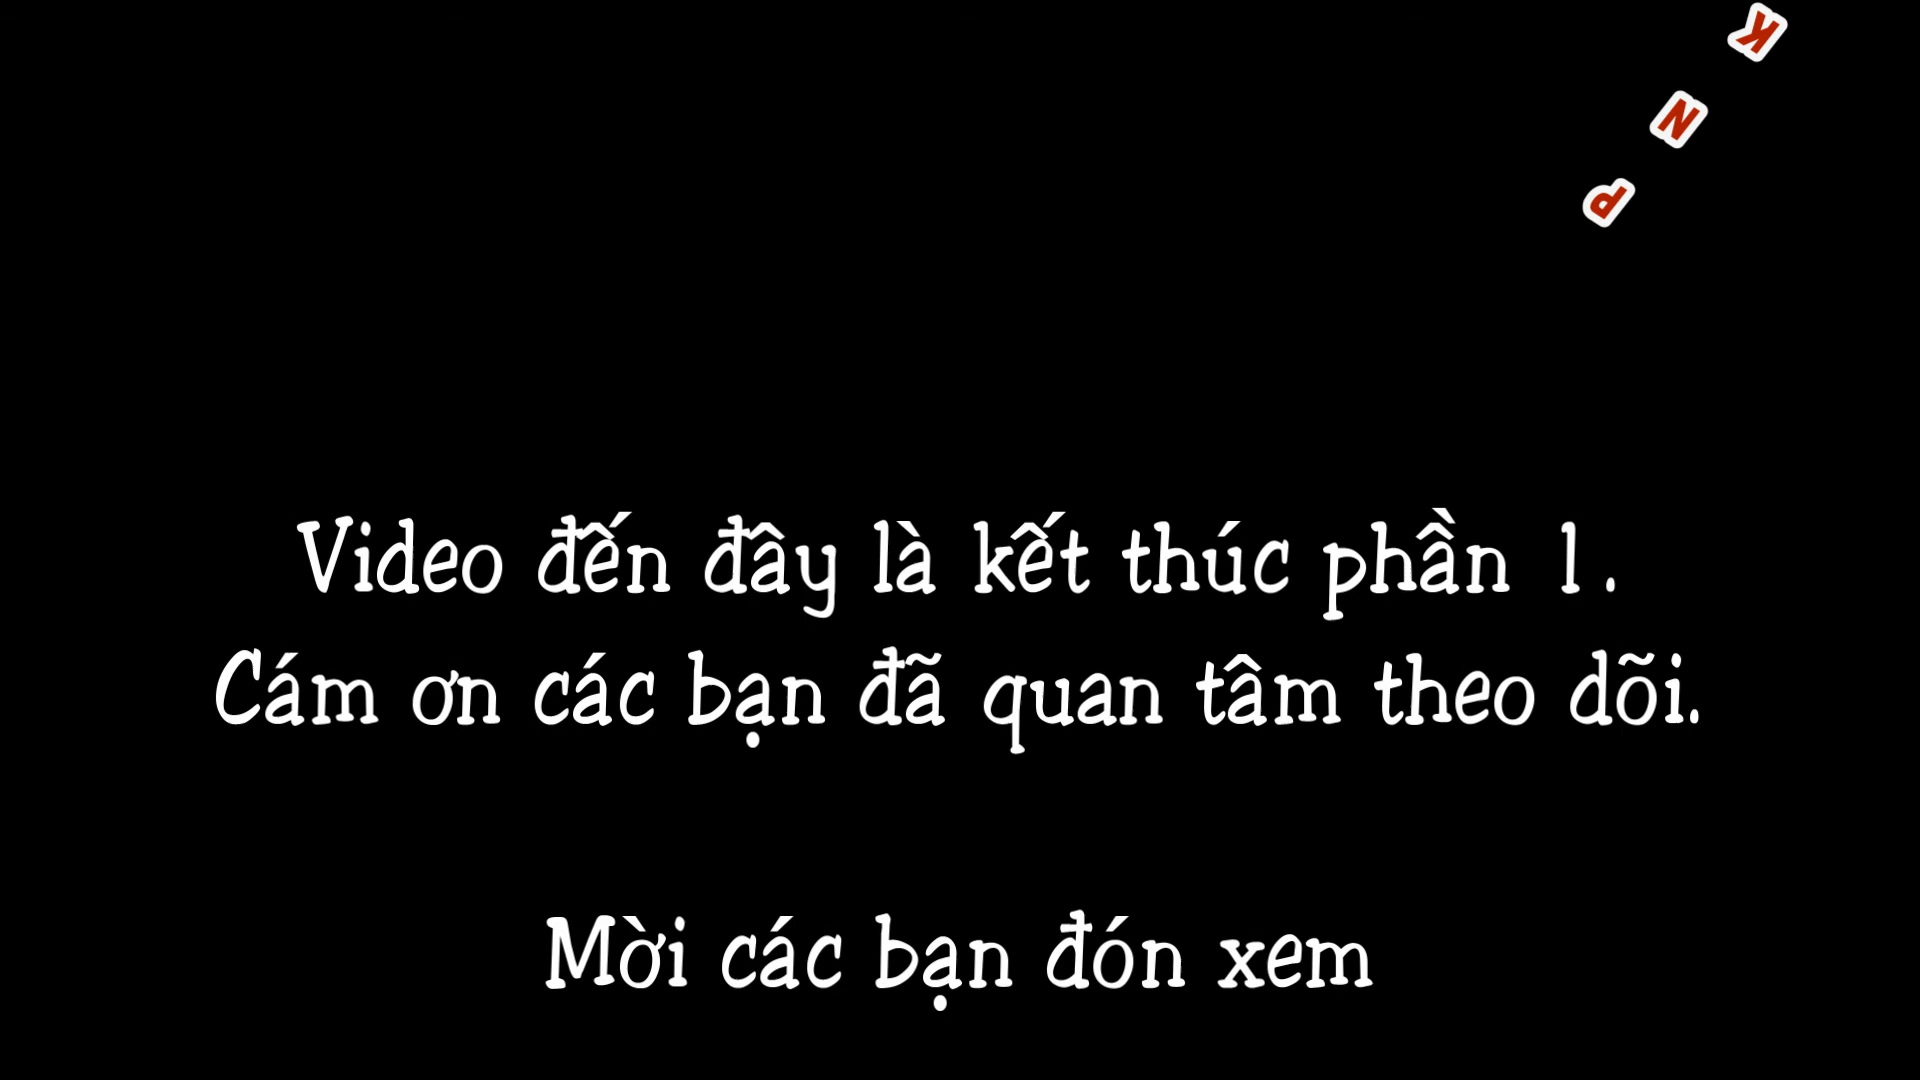 K
N
P
Video đến đây là kết thúc phần 1 .
Cám ơn các bạn đã quan tâm theo dõi.
Mời các bạn đón xem